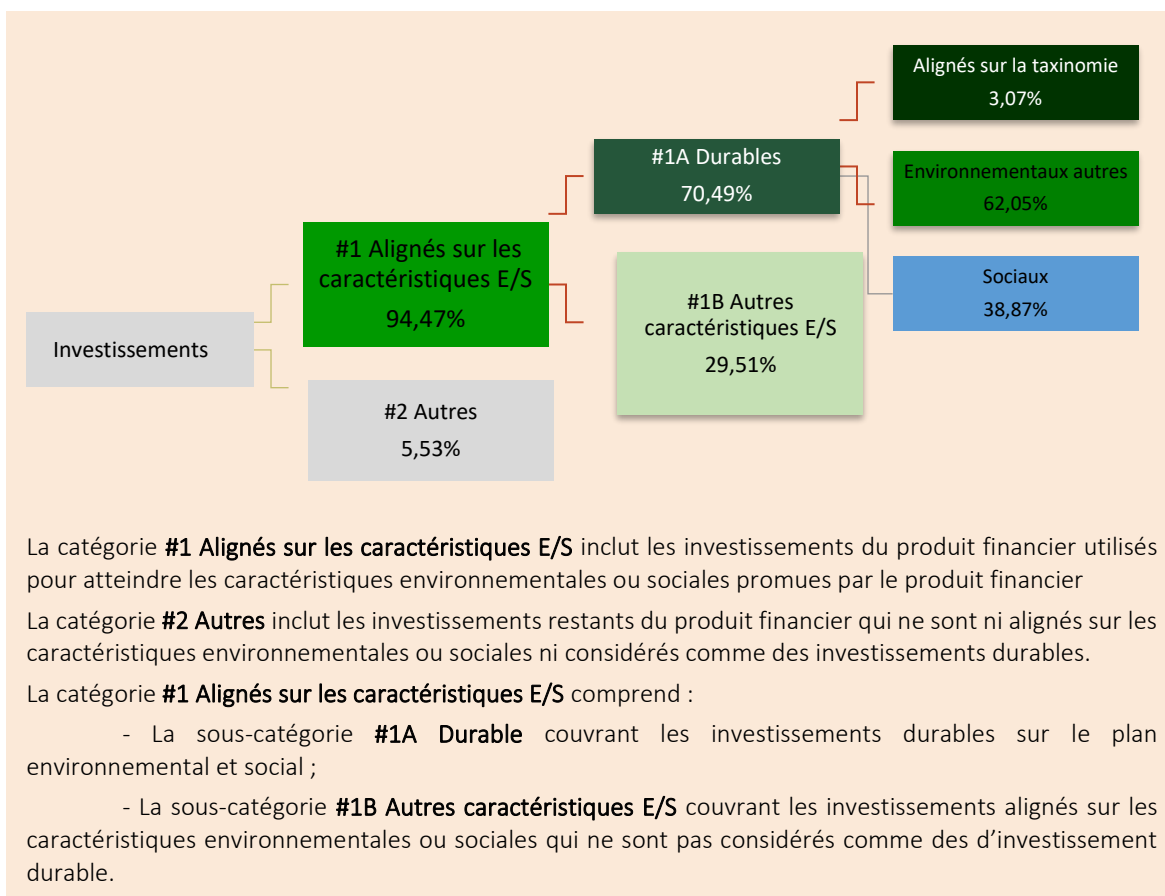 Alignés sur la taxinomie
3,07%
#1A Durables
70,49%
Environnementaux autres
62,05%
#1 Alignés sur les
caractéristiques E/S
94,47%
Sociaux
38,87%
#1B Autres
caractéristiques E/S
29,51%
Investissements
#2 Autres
5,53%
La catégorie #1 Alignés sur les caractéristiques E/S inclut les investissements du produit financier utilisés
pour atteindre les caractéristiques environnementales ou sociales promues par le produit financier
La catégorie #2 Autres inclut les investissements restants du produit financier qui ne sont ni alignés sur les
caractéristiques environnementales ou sociales ni considérés comme des investissements durables.
La catégorie #1 Alignés sur les caractéristiques E/S comprend :
- La sous-catégorie #1A Durable couvrant les investissements durables sur le plan
environnemental et social ;
- La sous-catégorie #1B Autres caractéristiques E/S couvrant les investissements alignés sur les
caractéristiques environnementales ou sociales qui ne sont pas considérés comme des d’investissement
durable.